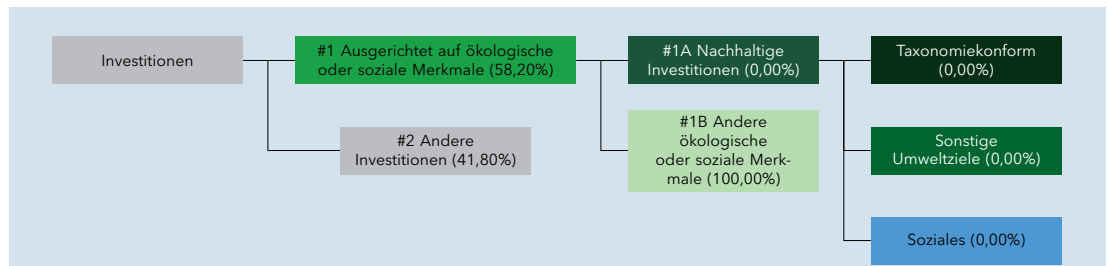 Investitionen
#1 Ausgerichtet auf ökologische
oder soziale Merkmale (58,20%)
#1A Nachhaltige
Investitionen (0,00%)
Taxonomiekonform
(0,00%)
#2 Andere
Investitionen (41,80%)
#1B Andere
ökologische
oder soziale Merk-
male (100,00%)
Sonstige
Umweltziele (0,00%)
Soziales (0,00%)